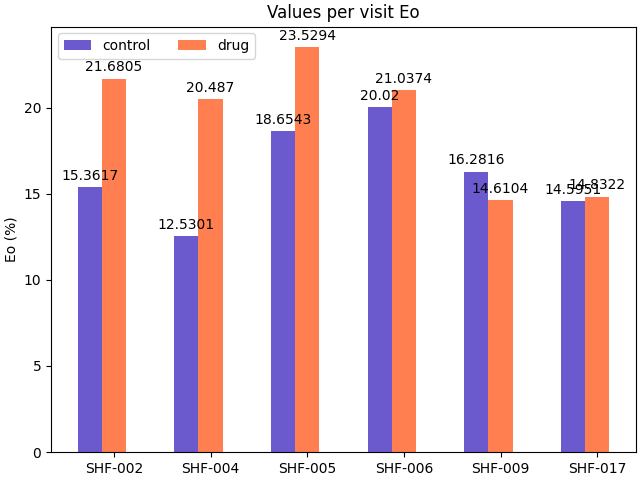 Values per visit Eo
control
drug
Eo (%)
20
15
10
5
0
15.3617
21.6805
12.5301
20.487
18.6543
23.5294
20.02
21.0374
16.2816
14.6104
14.5951
14.8322
SHF-002
SHF-004
SHF-005
SHF-006
SHF-009
SHF-017